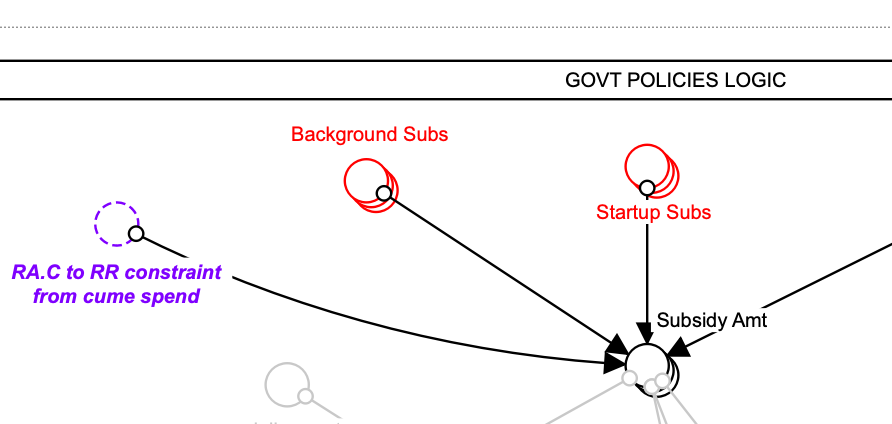 GOVT POLICIES LOGIC
Background Subs
Startup Subs
RA.C to RR constraint
from cume spend
Subsidy Amt